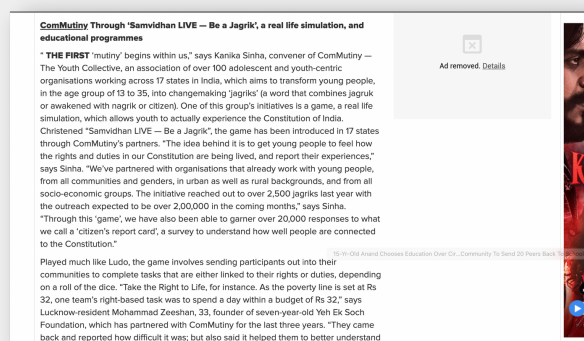 ComMutiny Through ‘Samvidhan LIVE — Be a Jagrik’, a real life simulation, and
educational programmes
“ THE FIRST ‘mutiny’ begins within us,” says Kanika Sinha, convener of ComMutiny —
The Youth Collective, an association of over 100 adolescent and youth-centric
organisations working across 17 states in India, which aims to transform young people,
in the age group of 13 to 35, into changemaking ‘jagriks’ (a word that combines jagruk
or awakened with nagrik or citizen). One of this group’s initiatives is a game, a real life
simulation, which allows youth to actually experience the Constitution of India.
Christened “Samvidhan LIVE — Be a Jagrik”, the game has been introduced in 17 states
through ComMutiny’s partners. “The idea behind it is to get young people to feel how
the rights and duties in our Constitution are being lived, and report their experiences,”
says Sinha. “We’ve partnered with organisations that already work with young people,
from all communities and genders, in urban as well as rural backgrounds, and from all
socio-economic groups. The initiative reached out to over 2,500 jagriks last year with
the outreach expected to be over 2,00,000 in the coming months,” says Sinha.
“Through this ‘game’, we have also been able to garner over 20,000 responses to what
we call a ‘citizen’s report card’, a survey to understand how well people are connected
to the Constitution.”
Played much like Ludo, the game involves sending participants out into their
communities to complete tasks that are either linked to their rights or duties, depending
on a roll of the dice. “Take the Right to Life, for instance. As the poverty line is set at Rs
32, one team’s right-based task was to spend a day within a budget of Rs 32,” says
Lucknow-resident Mohammad Zeeshan, 33, founder of seven-year-old Yeh Ek Soch
Foundation, which has partnered with ComMutiny for the last three years. “They came
back and reported how difficult it was; but also said it helped them to better understand
Ad removed. Details
15-Yr-Old Anand Chooses Education Over Cir...Community To Send 20 Peers Back To
K